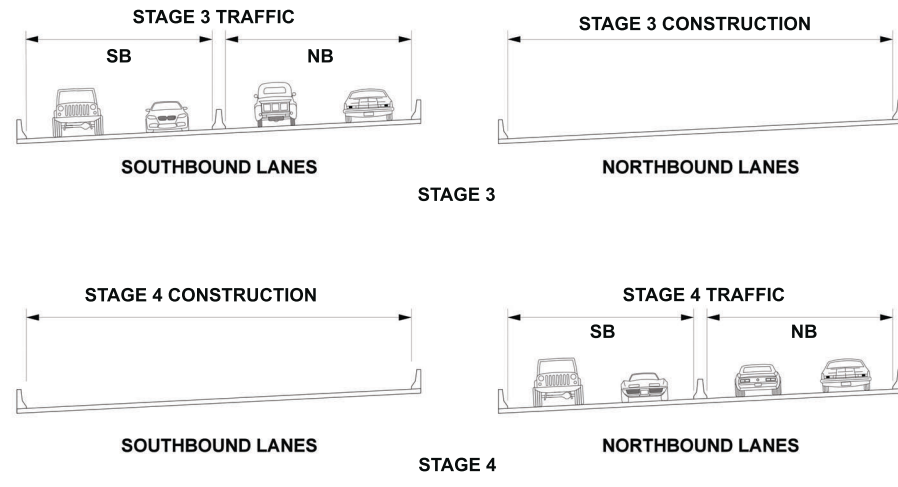 STAGE 3 TRAFFIC
STAGE 3 CONSTRUCTION
SB
NB
SOUTHBOUND LANES
NORTHBOUND LANES
STAGE 3
STAGE 4 CONSTRUCTION
STAGE 4 TRAFFIC
SB
NB
SOUTHBOUND LANES
NORTHBOUND LANES
STAGE 4